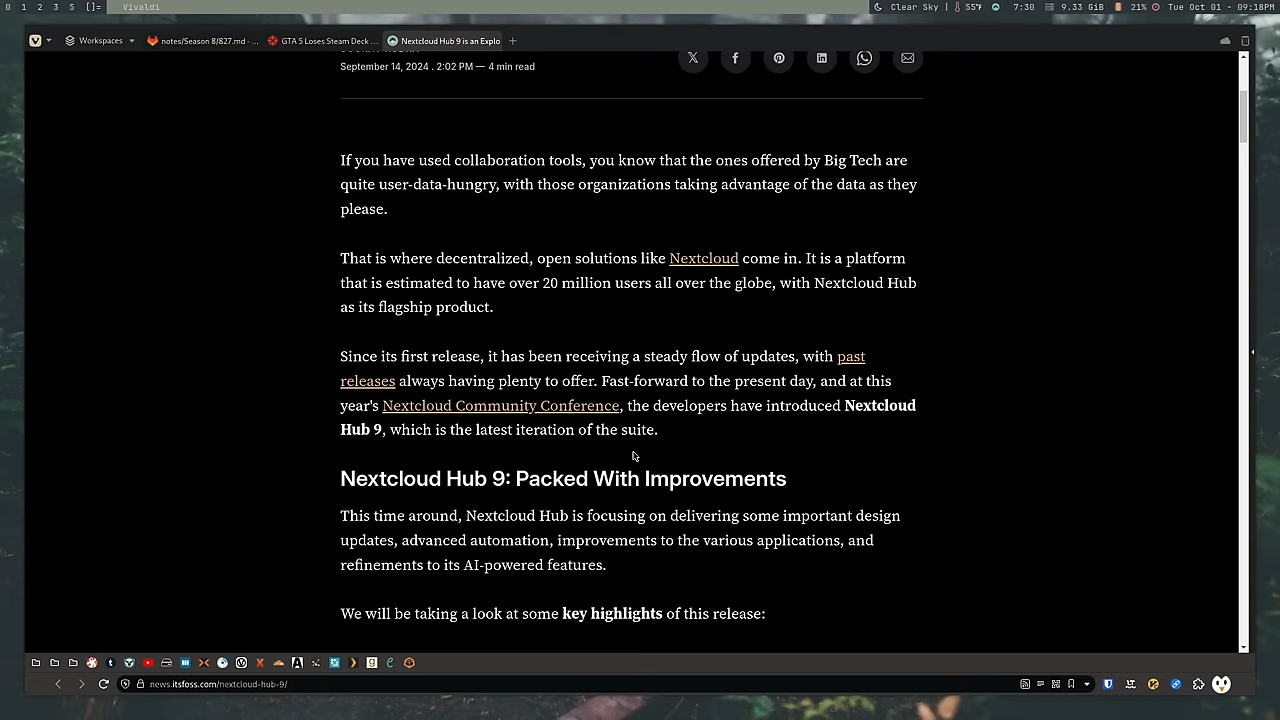 0 1 2 3 5 []= Vivaldi Clear Sky | 55°F 7:30 9.33 GiB 21% Tue Oct 01 - 09:18PM
Workspaces notes/Season 8/827.md - ... GTA 5 Loses Steam Deck ... Nextcloud Hub 9 is an Explo
September 14, 2024 . 2:02 PM — 4 min read
If you have used collaboration tools, you know that the ones offered by Big Tech are
quite user-data-hungry, with those organizations taking advantage of the data as they
please.
That is where decentralized, open solutions like Nextcloud come in. It is a platform
that is estimated to have over 20 million users all over the globe, with Nextcloud Hub
as its flagship product.
Since its first release, it has been receiving a steady flow of updates, with past
releases always having plenty to offer. Fast-forward to the present day, and at this
year's Nextcloud Community Conference, the developers have introduced Nextcloud
Hub 9, which is the latest iteration of the suite.
Nextcloud Hub 9: Packed With Improvements
This time around, Nextcloud Hub is focusing on delivering some important design
updates, advanced automation, improvements to the various applications, and
refinements to its AI-powered features.
We will be taking a look at some key highlights of this release:
news.itsfoss.com/nextcloud-hub-9/